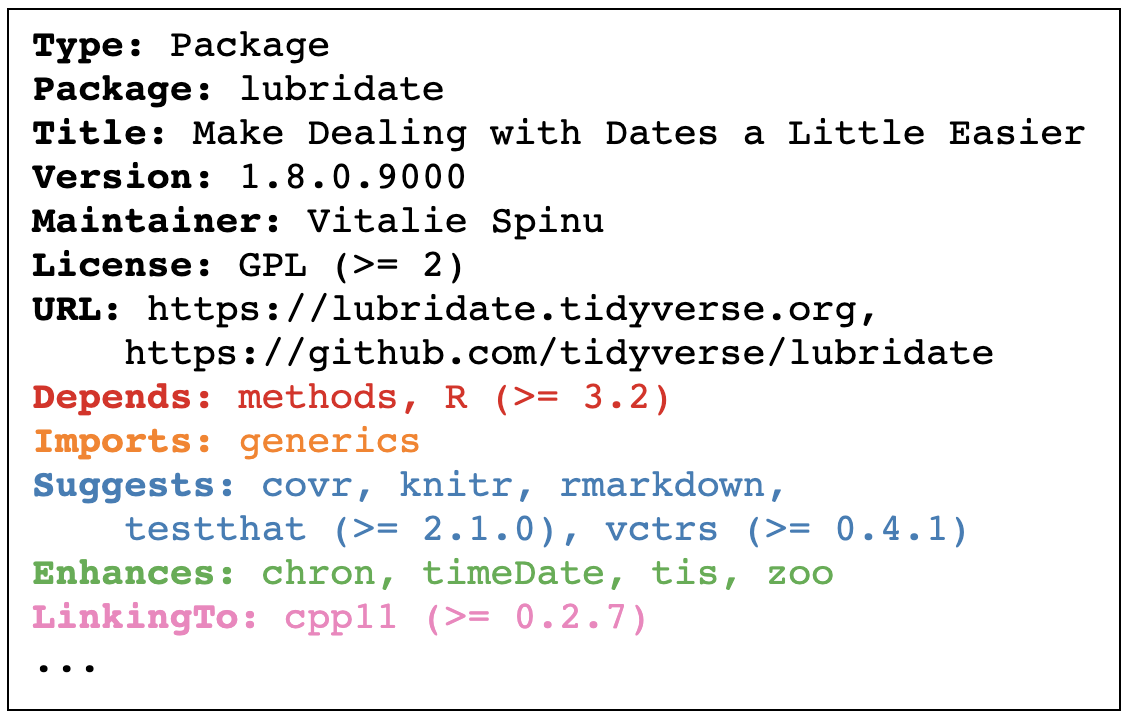 Type: Package
Package: lubridate
Title: Make Dealing with Dates a Little Easier
Version: 1.8.0.9000
Maintainer: Vitalie Spinu
License: GPL (>= 2)
URL: https://lubridate.tidyverse.org,
https://github.com/tidyverse/lubridate
Depends: methods, R (>= 3.2)
Imports: generics
Suggests: covr, knitr, rmarkdown,
testthat (>= 2.1.0), vctrs (>= 0.4.1)
Enhances: chron, timeDate, tis, zoo
LinkingTo: cpp11 (>= 0.2.7)
...